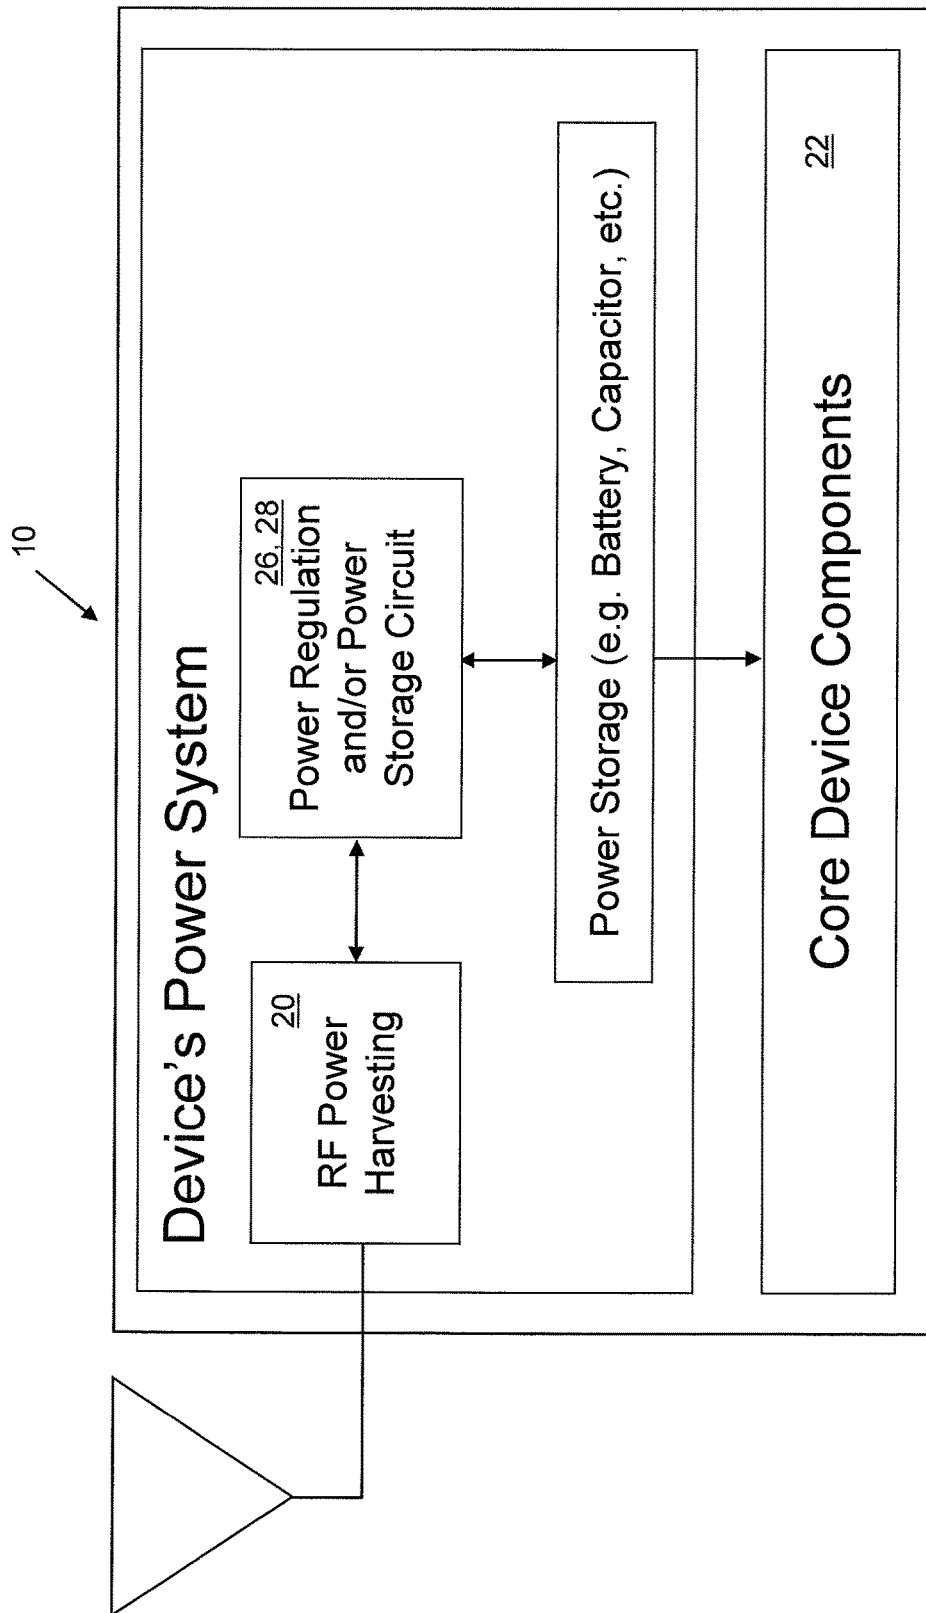 10
Device's Power System
20
RF Power
Harvesting
26, 28
Power Regulation
and/or Power
Storage Circuit
Power Storage (e.g. Battery, Capacitor, etc.)
Core Device Components
22